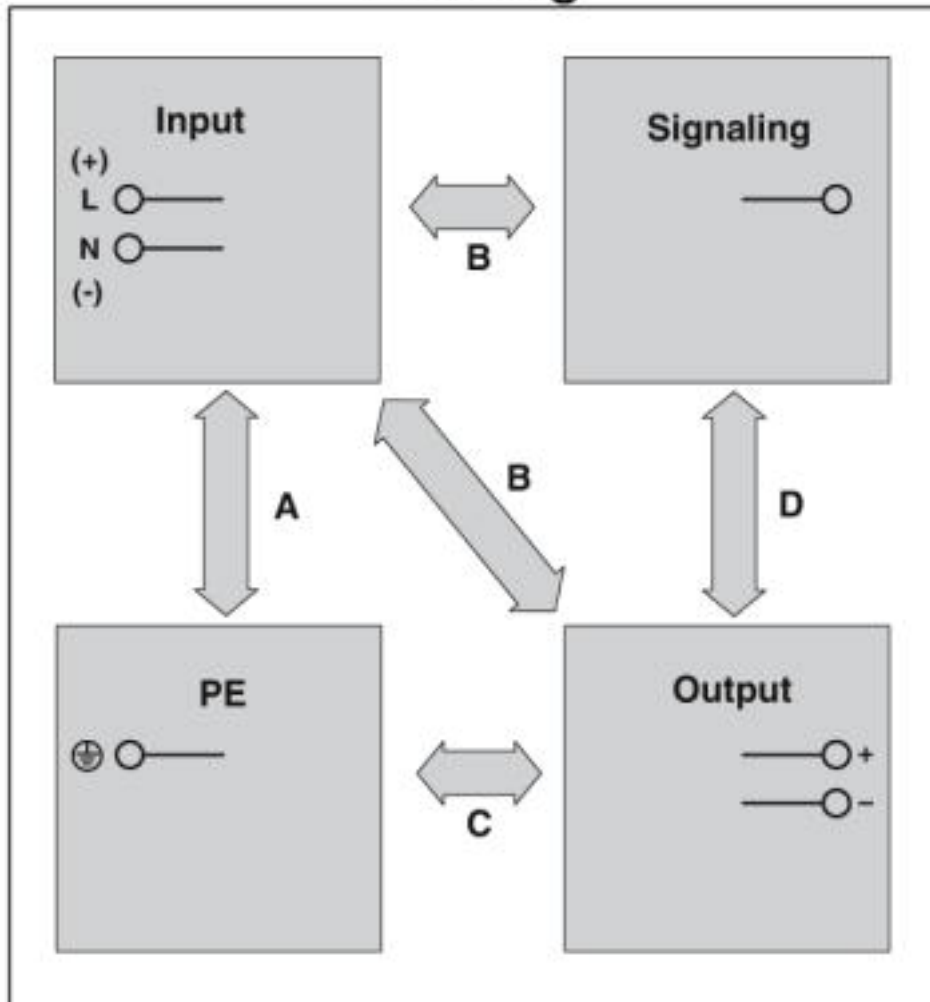 Input
(+)
L
N
(-)
Signaling
B
A
B
D
PE
Output
+
–
C